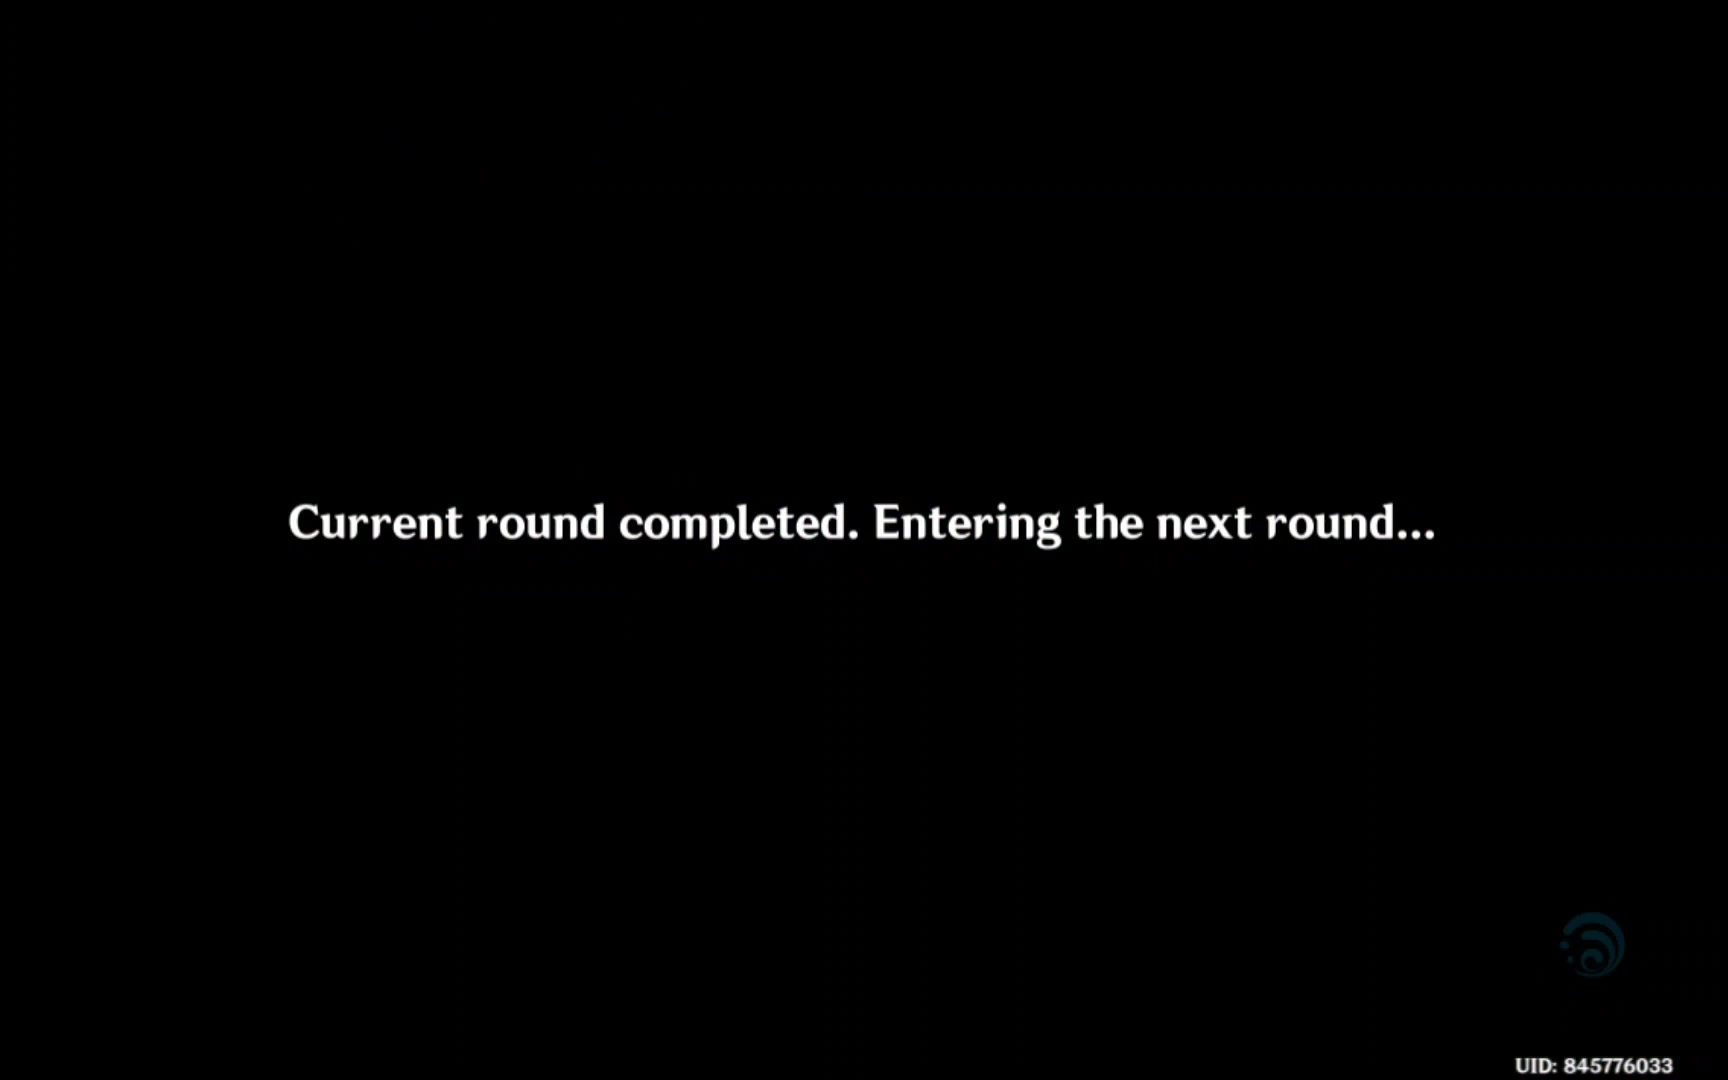 Current round completed. Entering the next round...
UID: 845776033